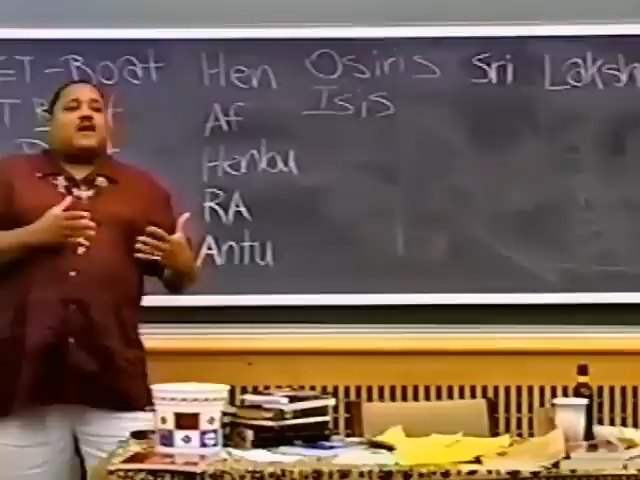 ET-Boat Hen Osiris Sri Laksh
T B t Af Isis
Henbu
RA
Antu